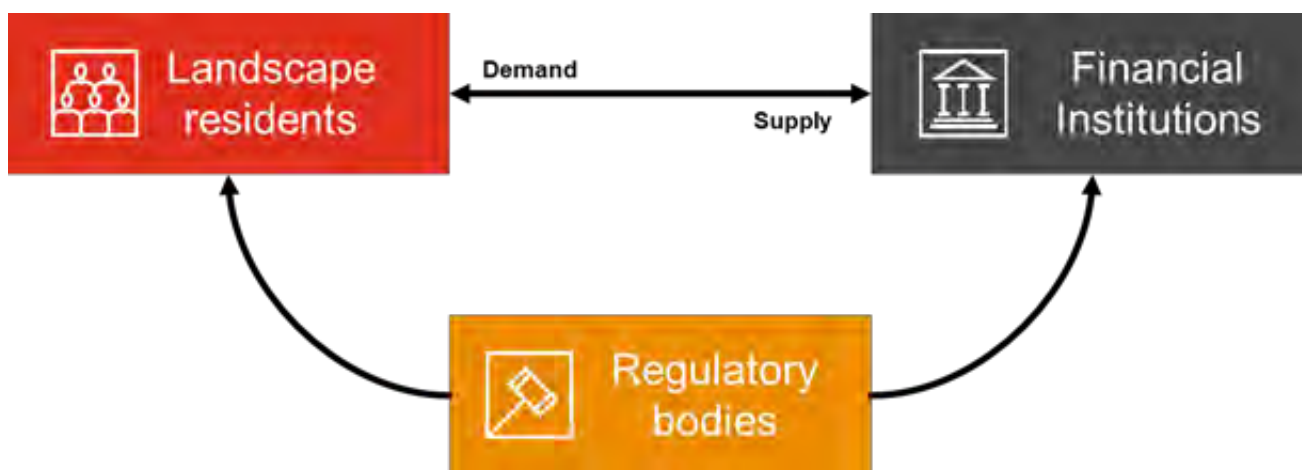 Landscape
residents
Demand
Supply
Financial
Institutions
Regulatory
bodies